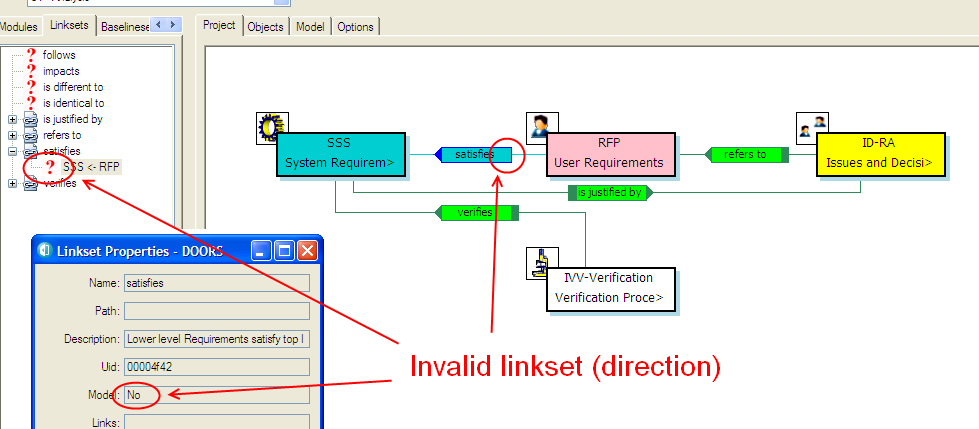 Modules Linksets Baselinese
Project Objects Model Options
follows
impacts
is different to
is identical to
is justified by
refers to
satisfies
? SSS <- RFP
verifies
SSS
System Requirem>
satisfies
RFP
User Requirements
refers to
ID-RA
Issues and Decisi>
is justified by
verifies
IVV-Verification
Verification Proce>
Linkset Properties - DOORS
Name: satisfies
Path:
Description: Lower level Requirements satisfy top l
Uid: 00004f42
Model: No
Links:
Invalid linkset (direction)